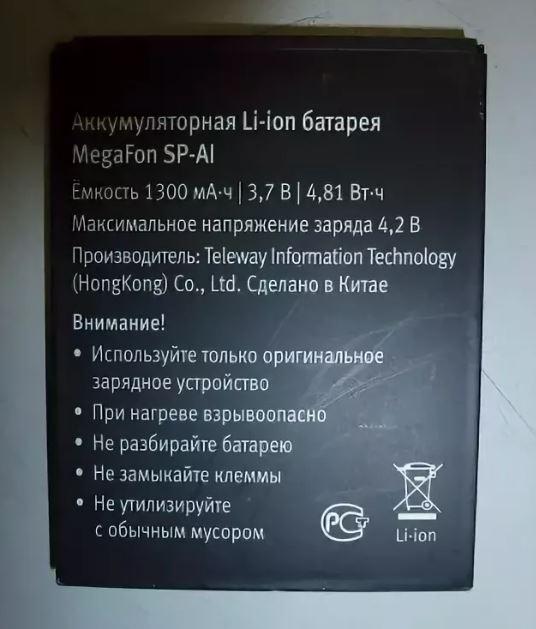 Аккумуляторная Li-ion батарея
MegaFon SP-AI
Ёмкость 1300 мА·ч | 3,7 В | 4,81 Вт·ч
Максимальное напряжение заряда 4,2 В
Производитель: Teleway Information Technology
(HongKong) Co., Ltd. Сделано в Китае
Внимание!
• Используйте только оригинальное
зарядное устройство
• При нагреве взрывоопасно
• Не разбирайте батарею
• Не замыкайте клеммы
• Не утилизируйте
с обычным мусором
РСТ
Li-ion